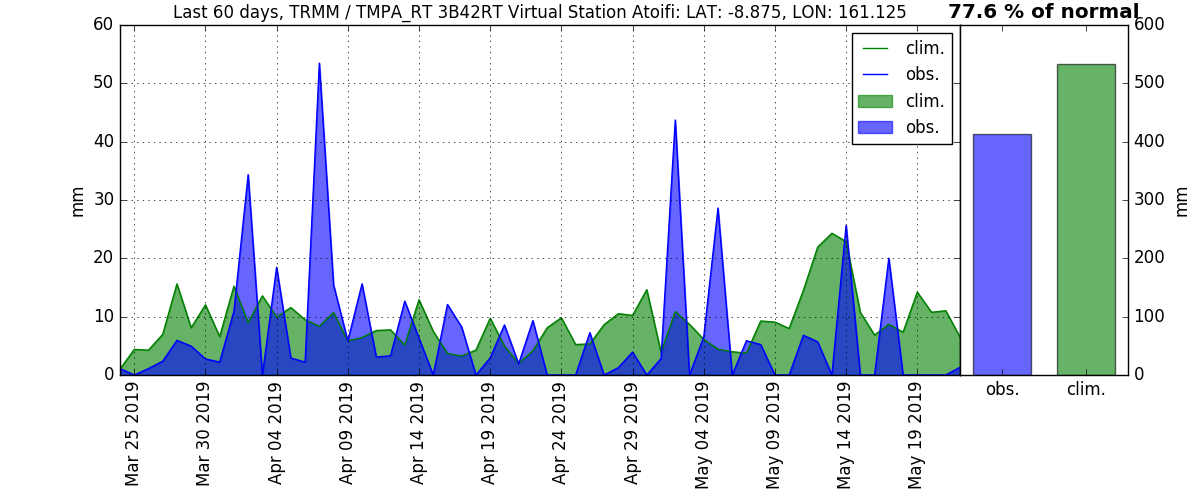 Last 60 days, TRMM / TMPA_RT 3B42RT Virtual Station Atoifi: LAT: -8.875, LON: 161.125
77.6 % of normal
60
50
40
30
20
10
0
mm
clim.
obs.
clim.
obs.
Mar 25 2019
Mar 30 2019
Apr 04 2019
Apr 09 2019
Apr 14 2019
Apr 19 2019
Apr 24 2019
Apr 29 2019
May 04 2019
May 09 2019
May 14 2019
May 19 2019
600
500
400
300
200
100
0
mm
obs.
clim.